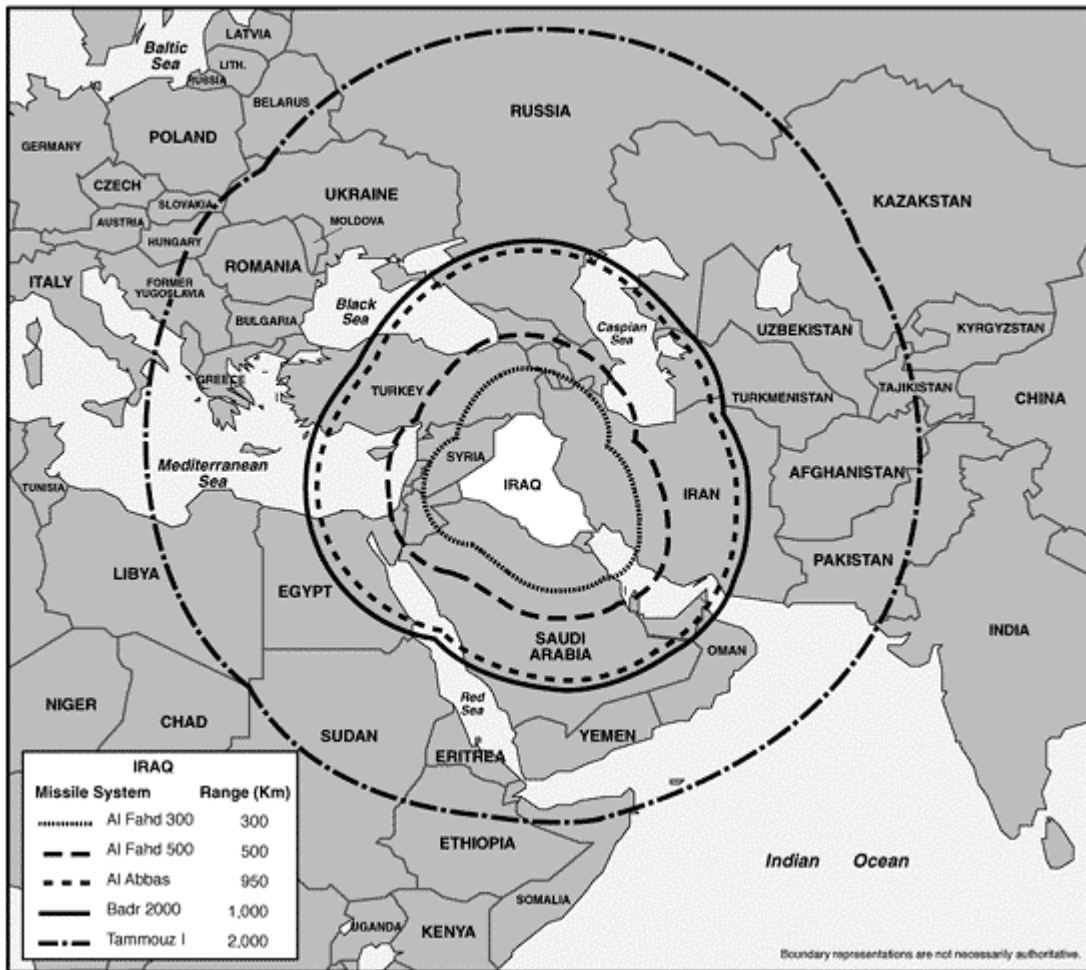 LATVIA
Baltic
Sea
LITH.
RUSSIA
BELARUS
RUSSIA
GERMANY
POLAND
CZECH
SLOVAKIA
UKRAINE
KAZAKSTAN
AUSTRIA
MOLDOVA
HUNGARY
ITALY
ROMANIA
FORMER
YUGOSLAVIA
Black
Sea
BULGARIA
Caspian
Sea
UZBEKISTAN
KYRGYZSTAN
GREECE
TURKEY
TURKMENISTAN
TAJIKISTAN
CHINA
Mediterranean
Sea
TUNISIA
SYRIA
IRAQ
IRAN
AFGHANISTAN
LIBYA
EGYPT
PAKISTAN
SAUDI
ARABIA
OMAN
INDIA
NIGER
CHAD
SUDAN
Red
Sea
ERITREA
YEMEN
ETHIOPIA
Indian Ocean
SOMALIA
UGANDA
KENYA
IRAQ
Missile System Range (Km)
Al Fahd 300 300
Al Fahd 500 500
Al Abbas 950
Badr 2000 1,000
Tammouz I 2,000
Boundary representations are not necessarily authoritative.